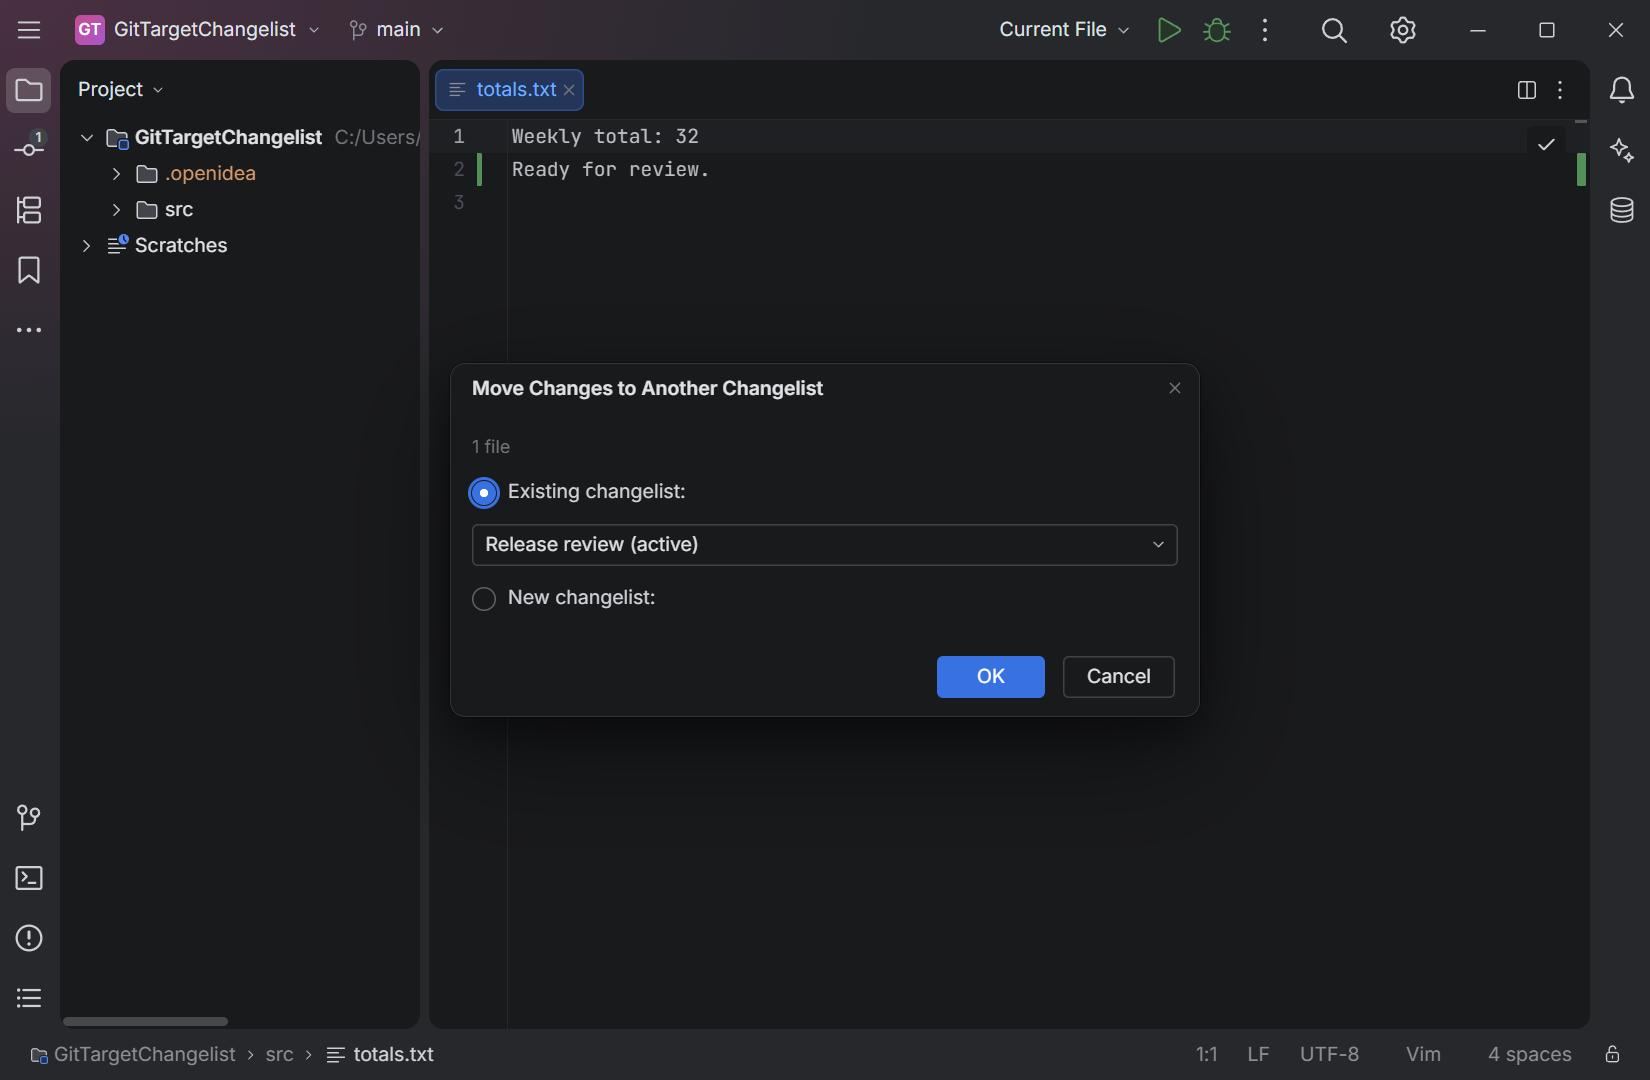 GT GitTargetChangelist main Current File
Project
totals.txt
1
GitTargetChangelist C:/Users/
.openidea
src
Scratches
1 Weekly total: 32
2 Ready for review.
3
Move Changes to Another Changelist
1 file
Existing changelist:
Release review (active)
New changelist:
OK Cancel
GitTargetChangelist › src › totals.txt 1:1 LF UTF-8 Vim 4 spaces